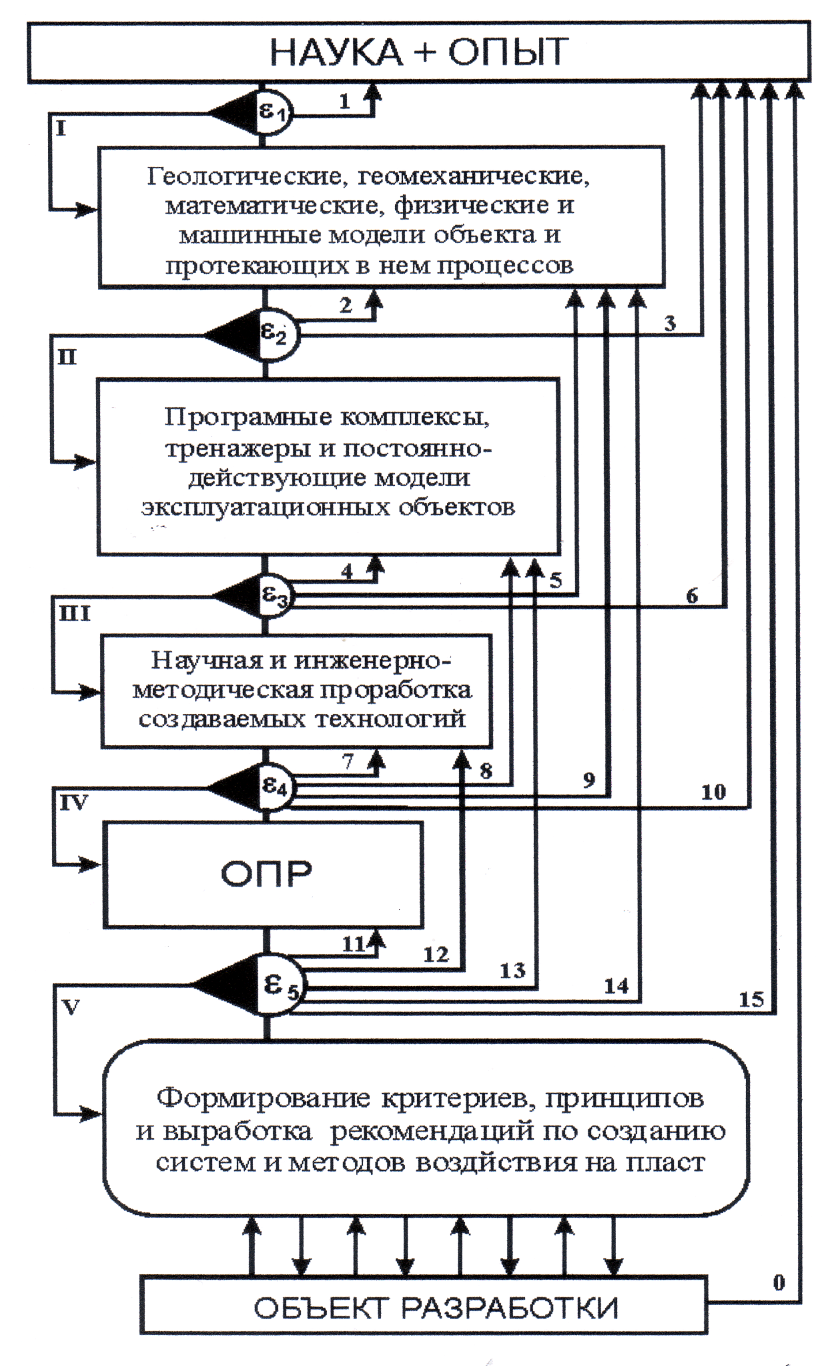 НАУКА + ОПЫТ
ε1
1
I
Геологические, геомеханические,
математические, физические и
машинные модели объекта и
протекающих в нем процессов
2
ε2
3
II
Програмные комплексы,
тренажеры и постоянно-
действующие модели
эксплуатационных объектов
4
5
ε3
6
III
Научная и инженерно-
методическая проработка
создаваемых технологий
7
8
ε4
9
10
IV
ОПР
11
12
13
ε5
14
15
V
Формирование критериев, принципов
и выработка рекомендаций по созданию
систем и методов воздйствия на пласт
0
ОБЪЕКТ РАЗРАБОТКИ